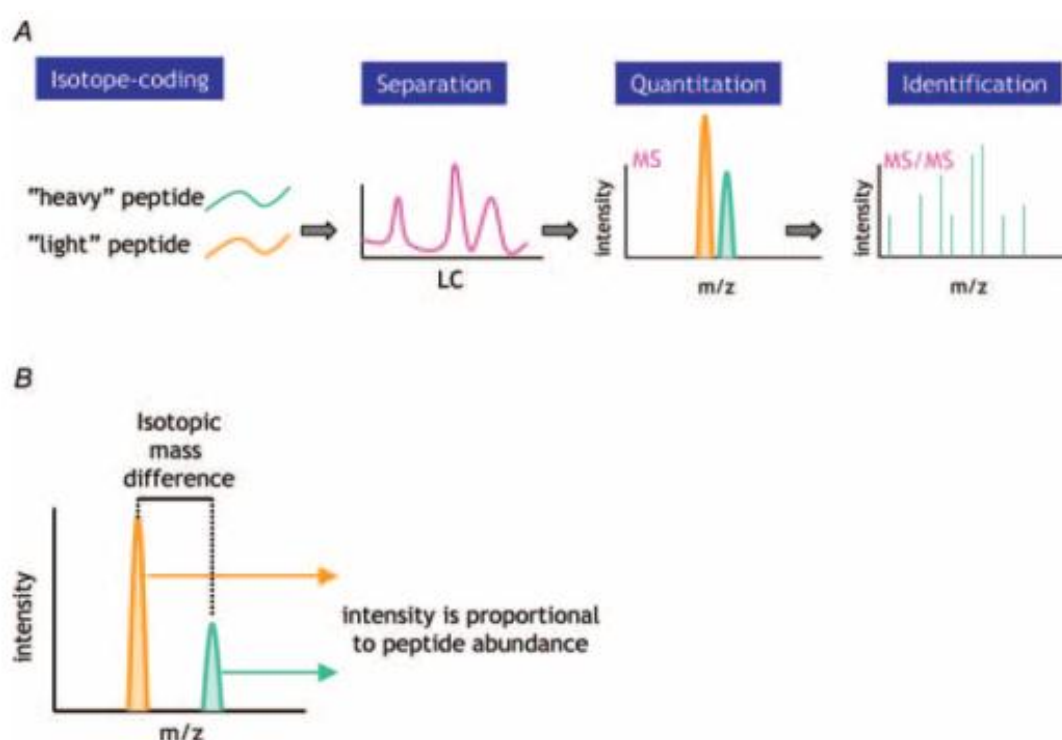 A
Isotope-coding
Separation
Quantitation
Identification
"heavy" peptide
"light" peptide
LC
MS
intensity
m/z
MS/MS
intensity
m/z
B
Isotopic
mass
difference
intensity
m/z
intensity is proportional
to peptide abundance